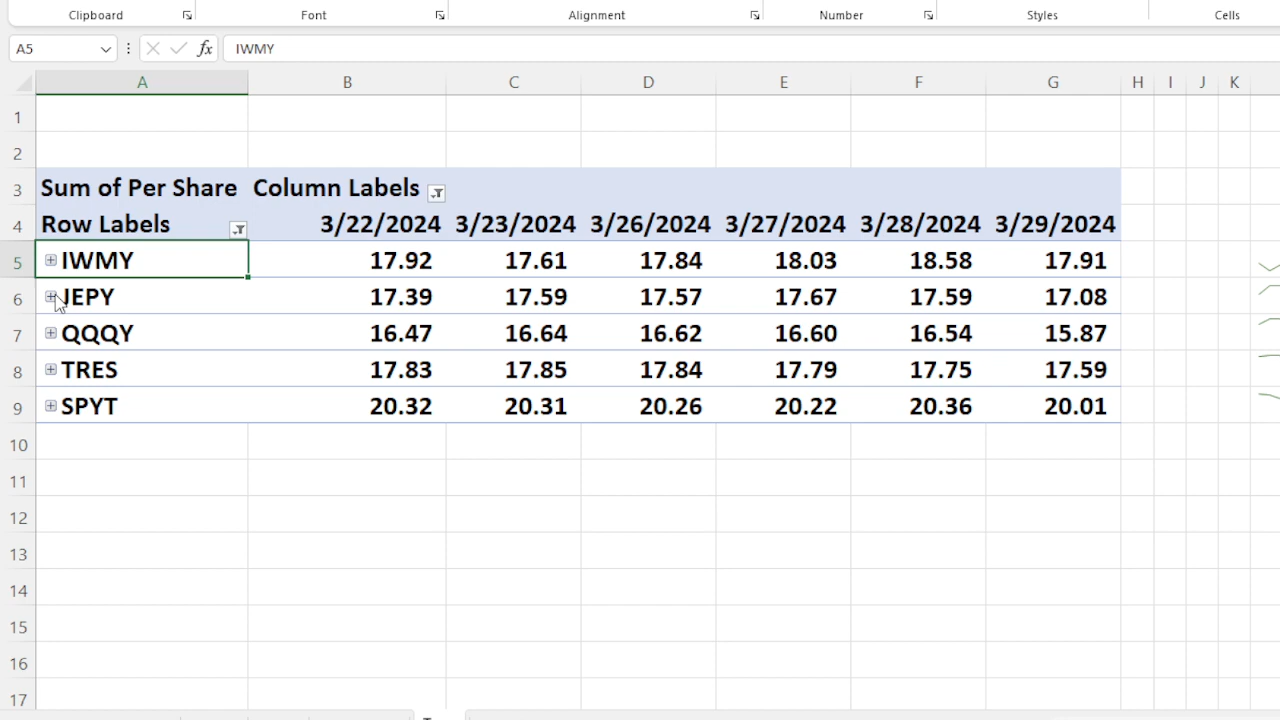 Clipboard Font Alignment Number Styles Cells
A5 fx IWMY
A B C D E F G H I J K
1
2
3 Sum of Per Share Column Labels
4 Row Labels 3/22/2024 3/23/2024 3/26/2024 3/27/2024 3/28/2024 3/29/2024
5 IWMY 17.92 17.61 17.84 18.03 18.58 17.91
6 JEPY 17.39 17.59 17.57 17.67 17.59 17.08
7 QQQY 16.47 16.64 16.62 16.60 16.54 15.87
8 TRES 17.83 17.85 17.84 17.79 17.75 17.59
9 SPYT 20.32 20.31 20.26 20.22 20.36 20.01
10
11
12
13
14
15
16
17